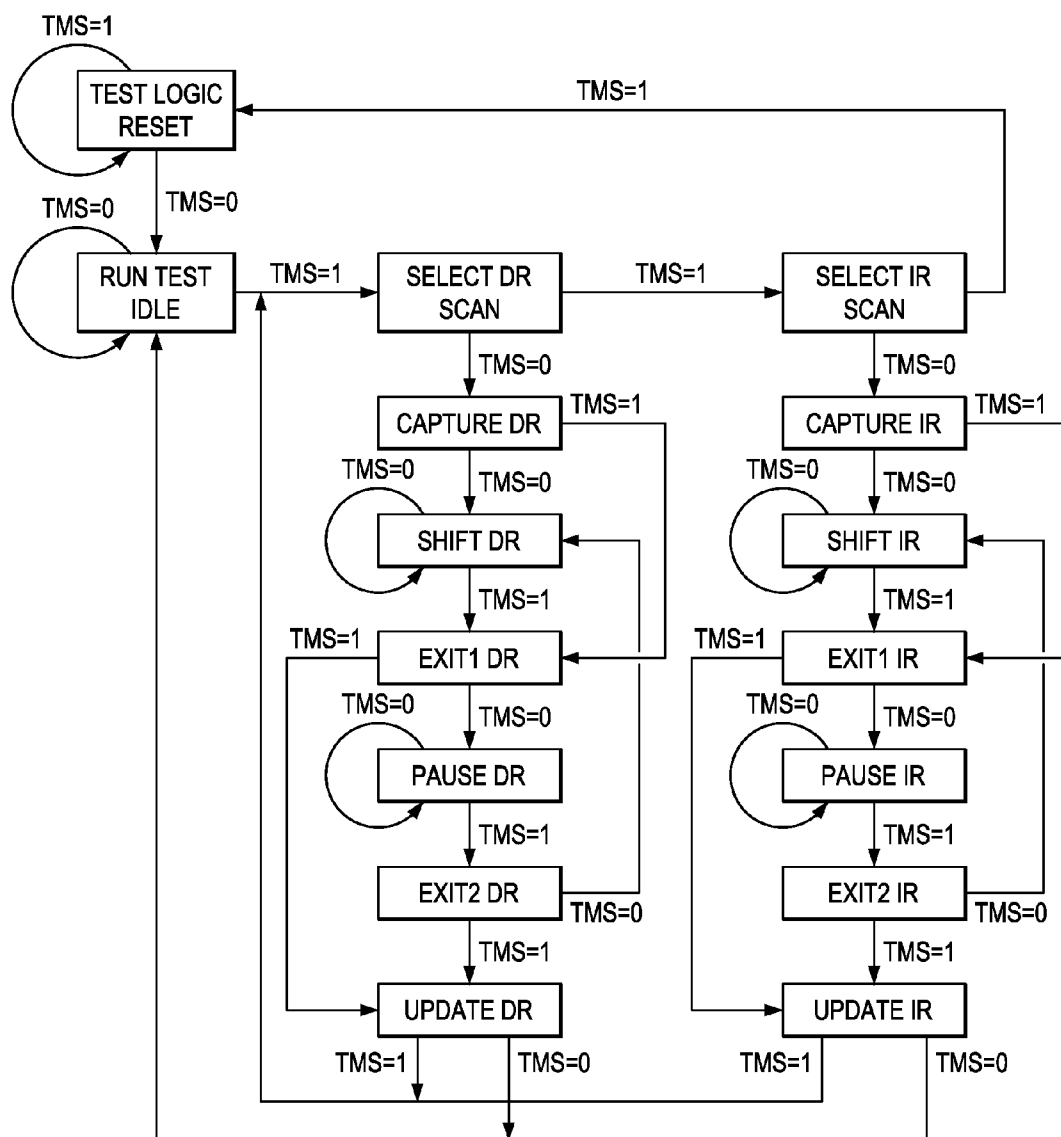 TMS=1
TEST LOGIC
RESET
TMS=1
TMS=0
TMS=0
RUN TEST
IDLE
TMS=1
SELECT DR
SCAN
TMS=1
SELECT IR
SCAN
TMS=0
TMS=0
CAPTURE DR
TMS=1
CAPTURE IR
TMS=1
TMS=0
TMS=0
TMS=0
TMS=0
SHIFT DR
SHIFT IR
TMS=1
TMS=1
TMS=1
EXIT1 DR
TMS=1
EXIT1 IR
TMS=0
TMS=0
TMS=0
TMS=0
PAUSE DR
PAUSE IR
TMS=1
TMS=1
EXIT2 DR
TMS=0
EXIT2 IR
TMS=0
TMS=1
TMS=1
UPDATE DR
UPDATE IR
TMS=1
TMS=0
TMS=1
TMS=0